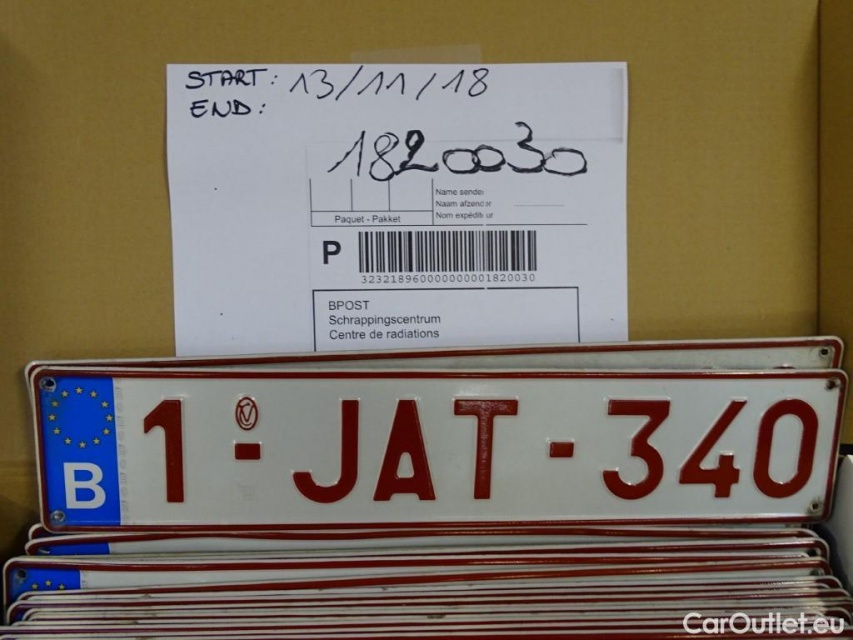 START: 13/11/18
END:
1820030
Name sender
Naam afzender
Nom expéditeur
Paquet - Pakket
P
323218960000000001820030
BPOST
Schrappingscentrum
Centre de radiations
B 1-JAT-340
CarOutlet.eu